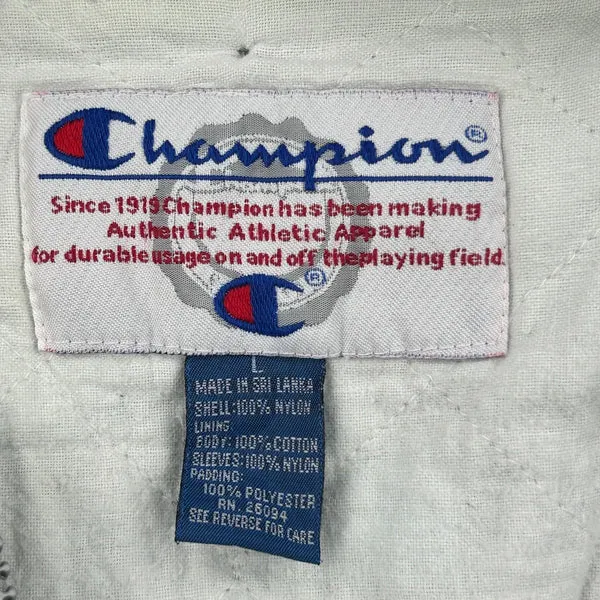 Champion®
Since 1919 Champion has been making
Authentic Athletic Apparel
for durable usage on and off the playing field.
®
L
MADE IN SRI LANKA
SHELL:100% NYLON
LINING:
BODY: 100% COTTON
SLEEVES:100% NYLON
PADDING:
100% POLYESTER
RN. 26094
SEE REVERSE FOR CARE